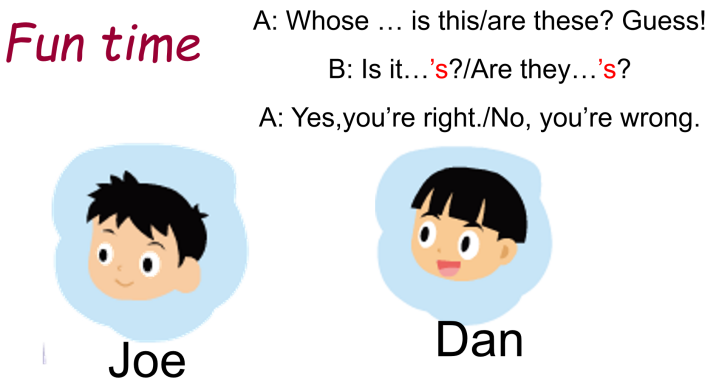 Fun time
A: Whose … is this/are these? Guess!
B: Is it…’s?/Are they…’s?
A: Yes,you’re right./No, you’re wrong.
Joe
Dan